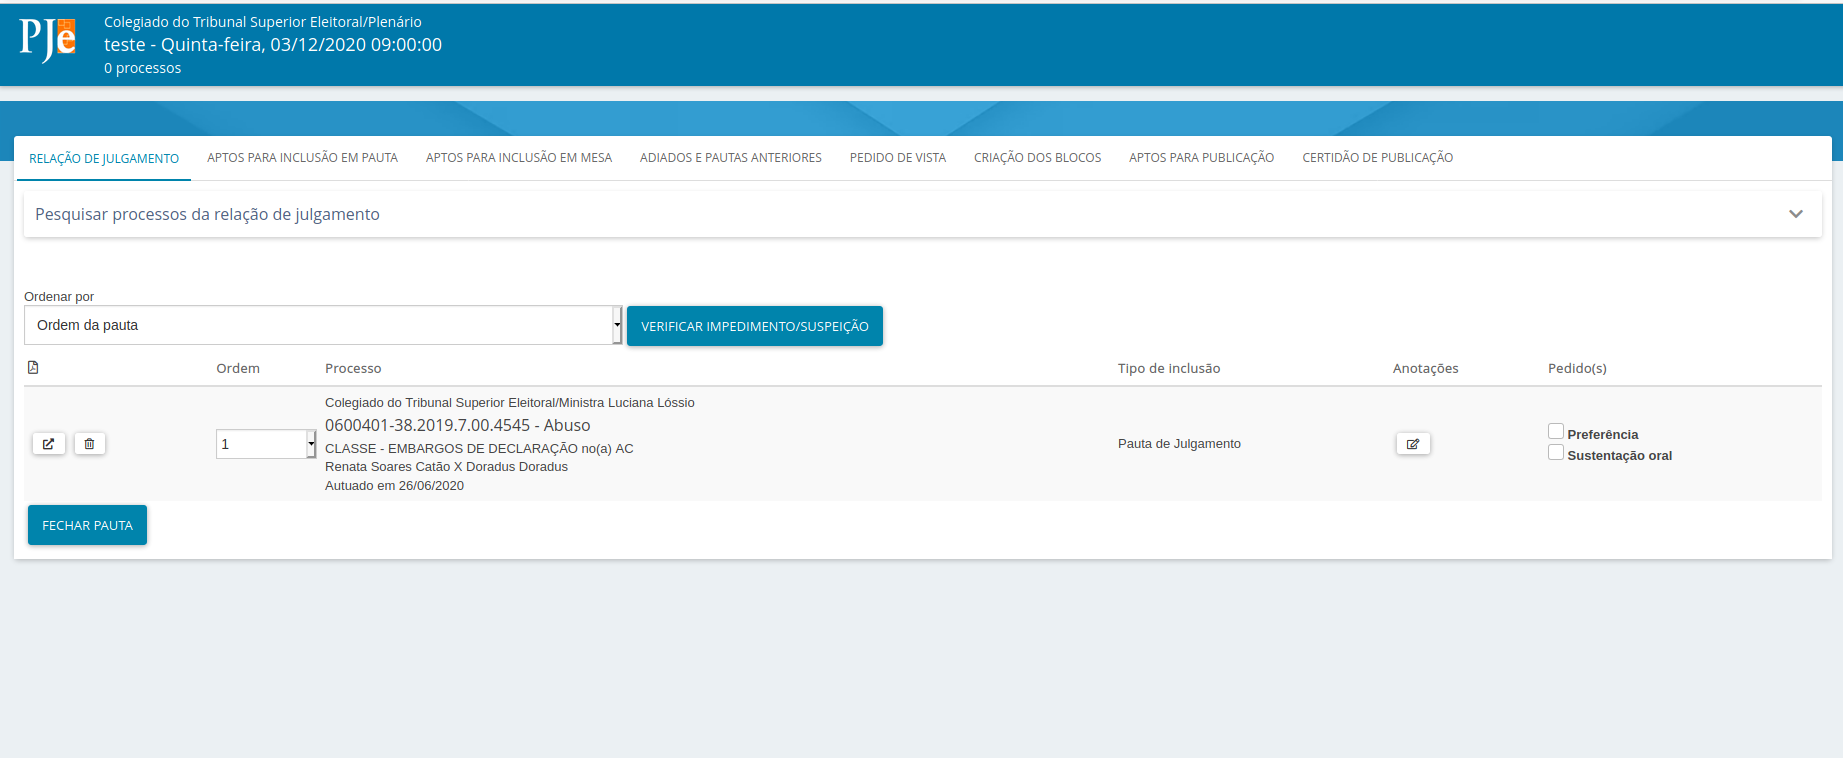 PJe
Colegiado do Tribunal Superior Eleitoral/Plenário
teste - Quinta-feira, 03/12/2020 09:00:00
0 processos
RELAÇÃO DE JULGAMENTO APTOS PARA INCLUSÃO EM PAUTA APTOS PARA INCLUSÃO EM MESA ADIADOS E PAUTAS ANTERIORES PEDIDO DE VISTA CRIAÇÃO DOS BLOCOS APTOS PARA PUBLICAÇÃO CERTIDÃO DE PUBLICAÇÃO
Pesquisar processos da relação de julgamento
Ordenar por
Ordem da pauta VERIFICAR IMPEDIMENTO/SUSPEIÇÃO
Ordem Processo Tipo de inclusão Anotações Pedido(s)
Colegiado do Tribunal Superior Eleitoral/Ministra Luciana Lóssio
0600401-38.2019.7.00.4545 - Abuso
1 CLASSE - EMBARGOS DE DECLARAÇÃO no(a) AC Pauta de Julgamento
Renata Soares Catão X Doradus Doradus
Autuado em 26/06/2020
Preferência
Sustentação oral
FECHAR PAUTA